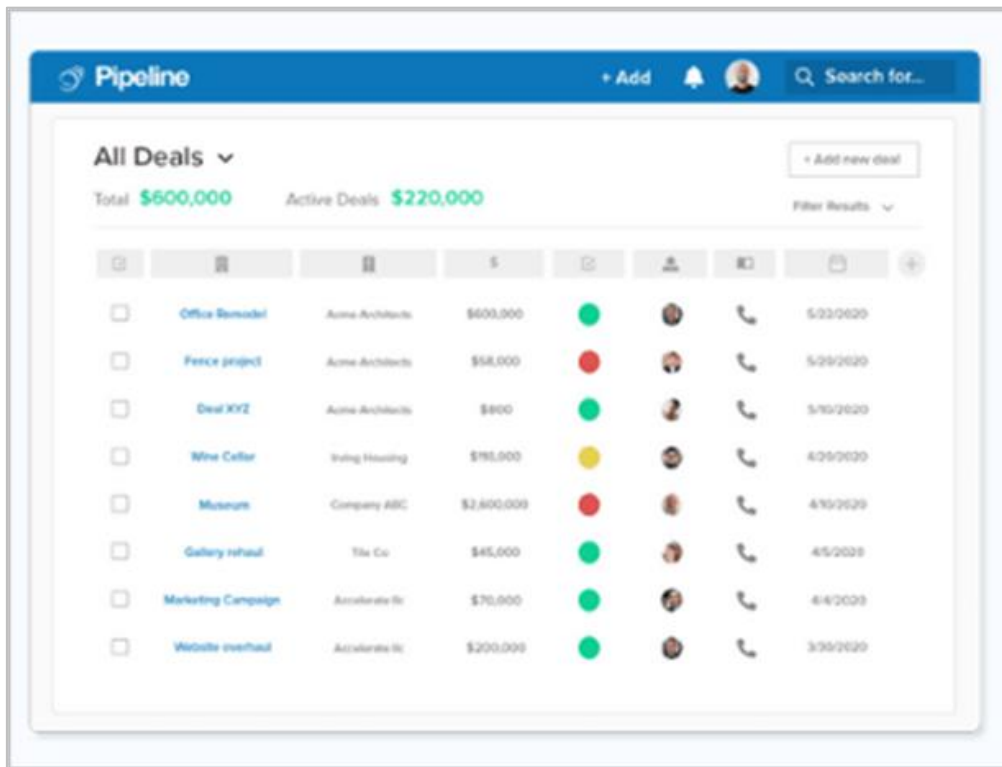 Pipeline + Add Search for...
All Deals
+ Add new deal
Total $600,000 Active Deals $220,000
Filter Results
$
Office Remodel Acme Architects $600,000 5/22/2020
Fence project Acme Architects $58,000 5/20/2020
Deal XYZ Acme Architects $800 5/10/2020
Wine Cellar Irving Housing 4/20/2020
Museum Company ABC $2,600,000 4/10/2020
Gallery rehaul Tile Co $45,000 4/5/2020
Marketing Campaign Accelerate llc $70,000 4/4/2020
Website overhaul Accelerate llc $200,000 3/30/2020